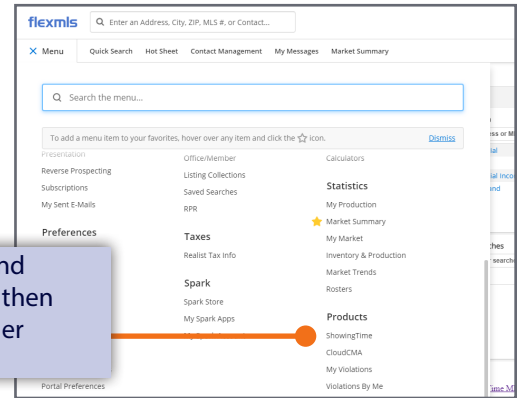 flexmls
Enter an Address, City, ZIP, MLS #, or Contact...
Menu
Quick Search
Hot Sheet
Contact Management
My Messages
Market Summary
Search the menu...
To add a menu item to your favorites, hover over any item and click the ☆ icon.
Dismiss
Presentation
Reverse Prospecting
Subscriptions
My Sent E-Mails
Preferences
Portal Preferences
Office/Member
Listing Collections
Saved Searches
RPR
Taxes
Realist Tax Info
Spark
Spark Store
My Spark Apps
Calculators
Statistics
My Production
Market Summary
My Market
Inventory & Production
Market Trends
Rosters
Products
ShowingTime
CloudCMA
My Violations
Violations By Me
then